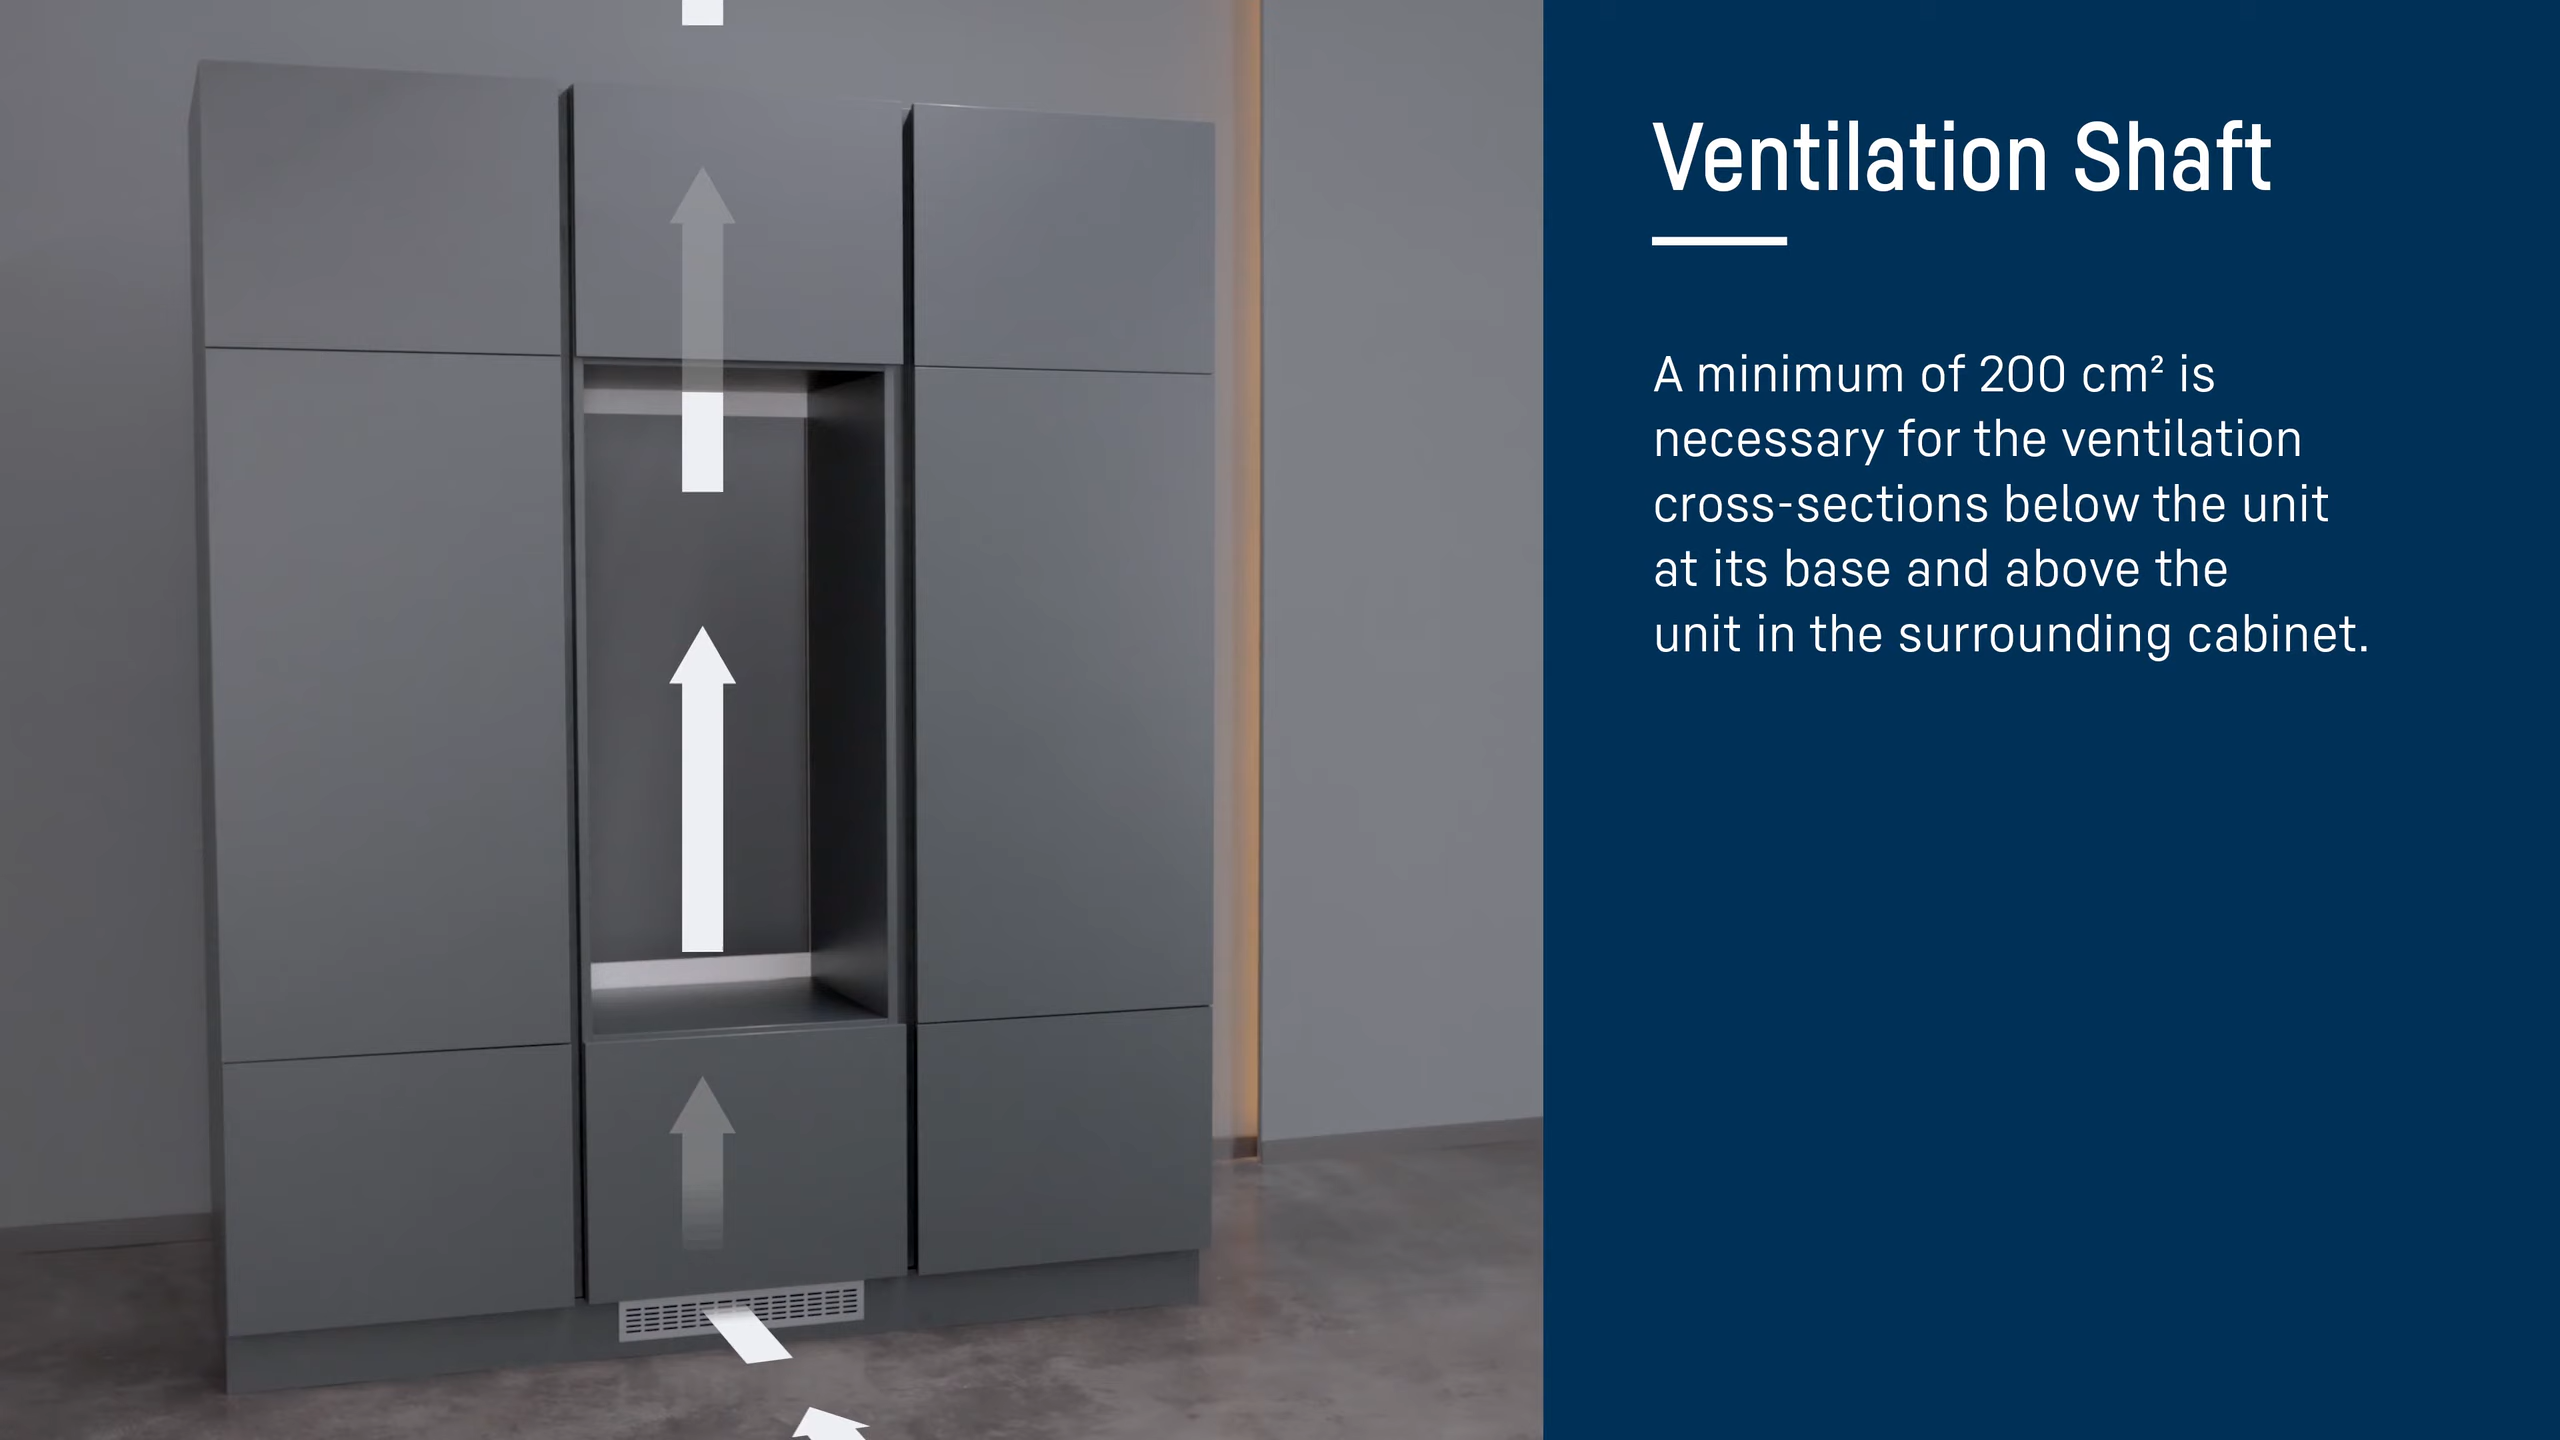 Ventilation Shaft
A minimum of 200 cm² is
necessary for the ventilation
cross-sections below the unit
at its base and above the
unit in the surrounding cabinet.